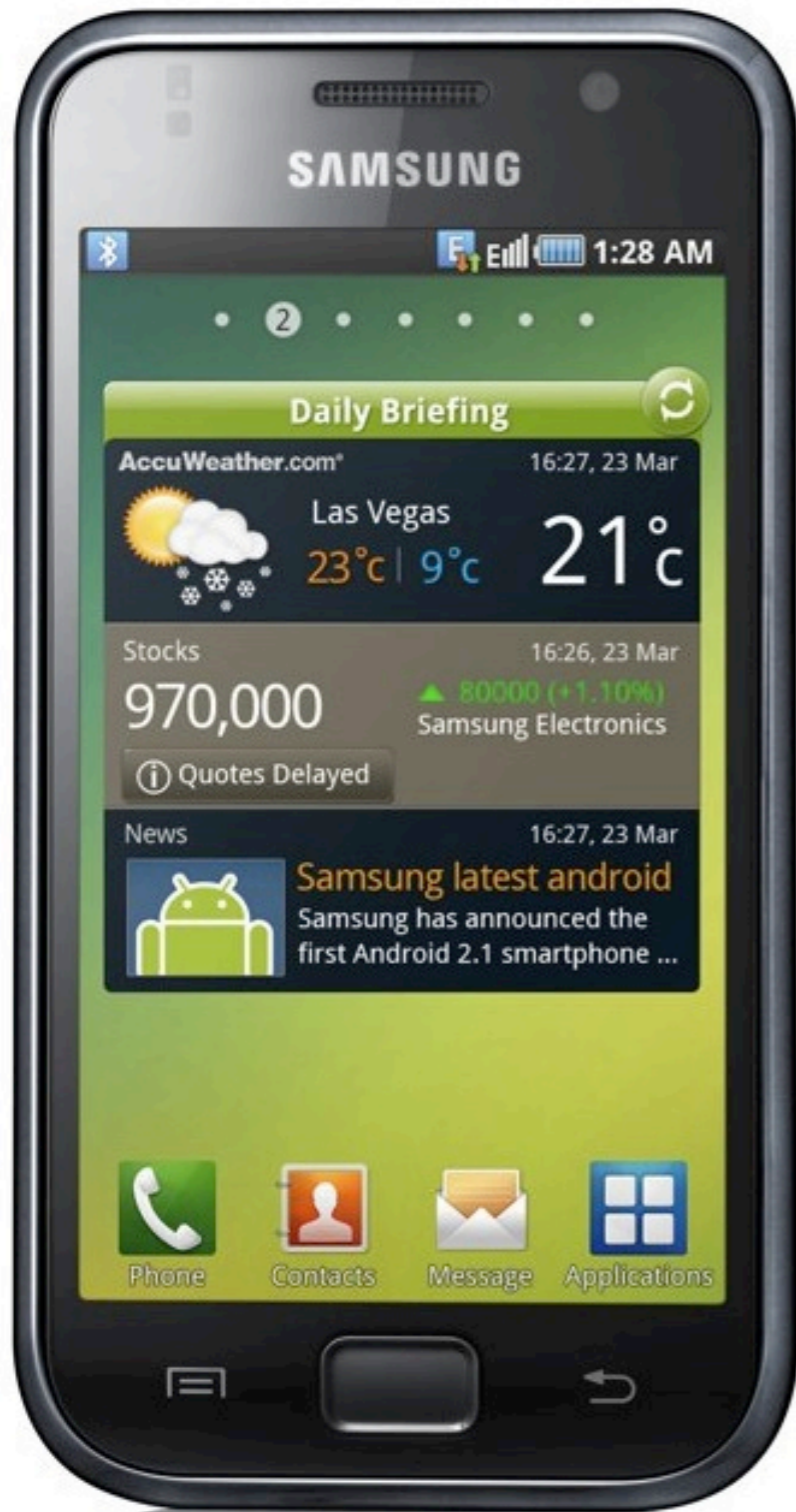 SAMSUNG
E E 1:28 AM
2
Daily Briefing
AccuWeather.com® 16:27, 23 Mar
Las Vegas
23°c | 9°c 21°c
Stocks 16:26, 23 Mar
970,000 ▲ 80000 (+1.10%)
Samsung Electronics
Quotes Delayed
News 16:27, 23 Mar
Samsung latest android
Samsung has announced the
first Android 2.1 smartphone ...
Phone Contacts Message Applications